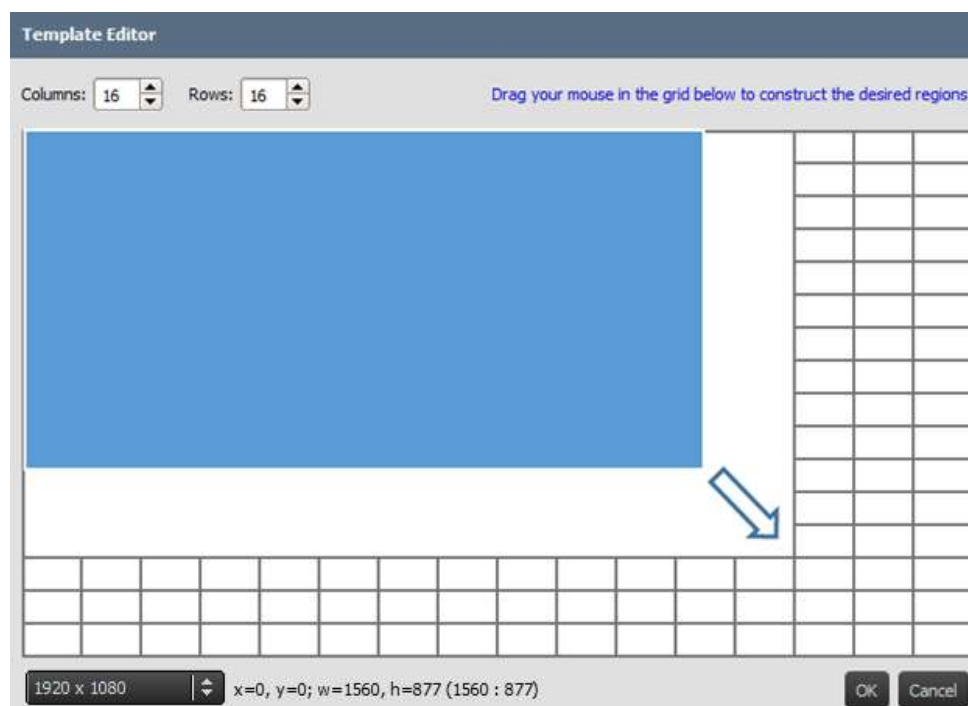 Template Editor
Columns: 16 Rows: 16 Drag your mouse in the grid below to construct the desired regions
1920 x 1080 x=0, y=0; w=1560, h=877 (1560 : 877) OK Cancel